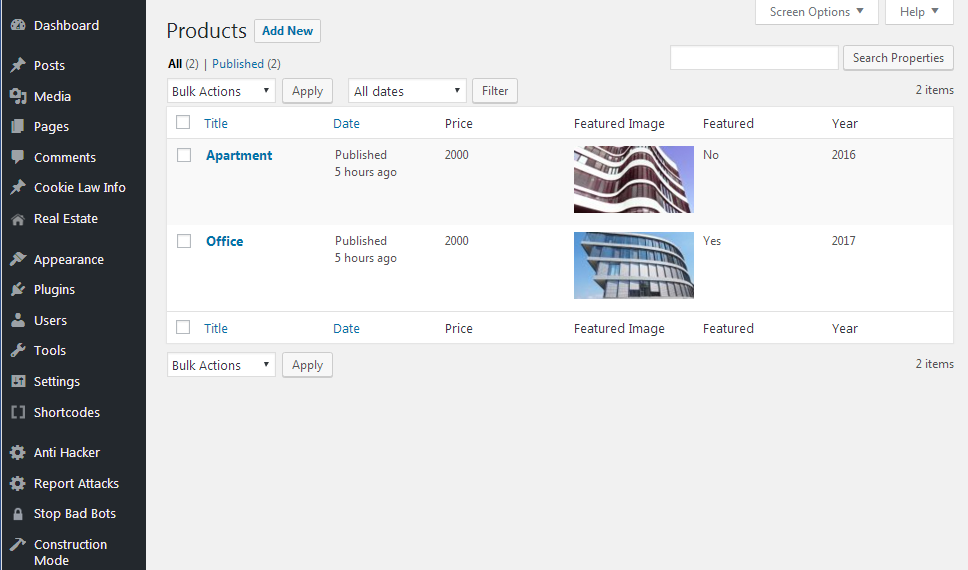 Dashboard
Posts
Media
Pages
Comments
Cookie Law Info
Real Estate
Appearance
Plugins
Users
Tools
Settings
Shortcodes
Anti Hacker
Report Attacks
Stop Bad Bots
Construction
Mode
Screen Options Help
Products Add New
All (2) | Published (2)
Search Properties
Bulk Actions Apply All dates Filter 2 items
Title Date Price Featured Image Featured Year
Apartment Published 2000 No 2016
5 hours ago
Office Published 2000 Yes 2017
5 hours ago
Title Date Price Featured Image Featured Year
Bulk Actions Apply 2 items